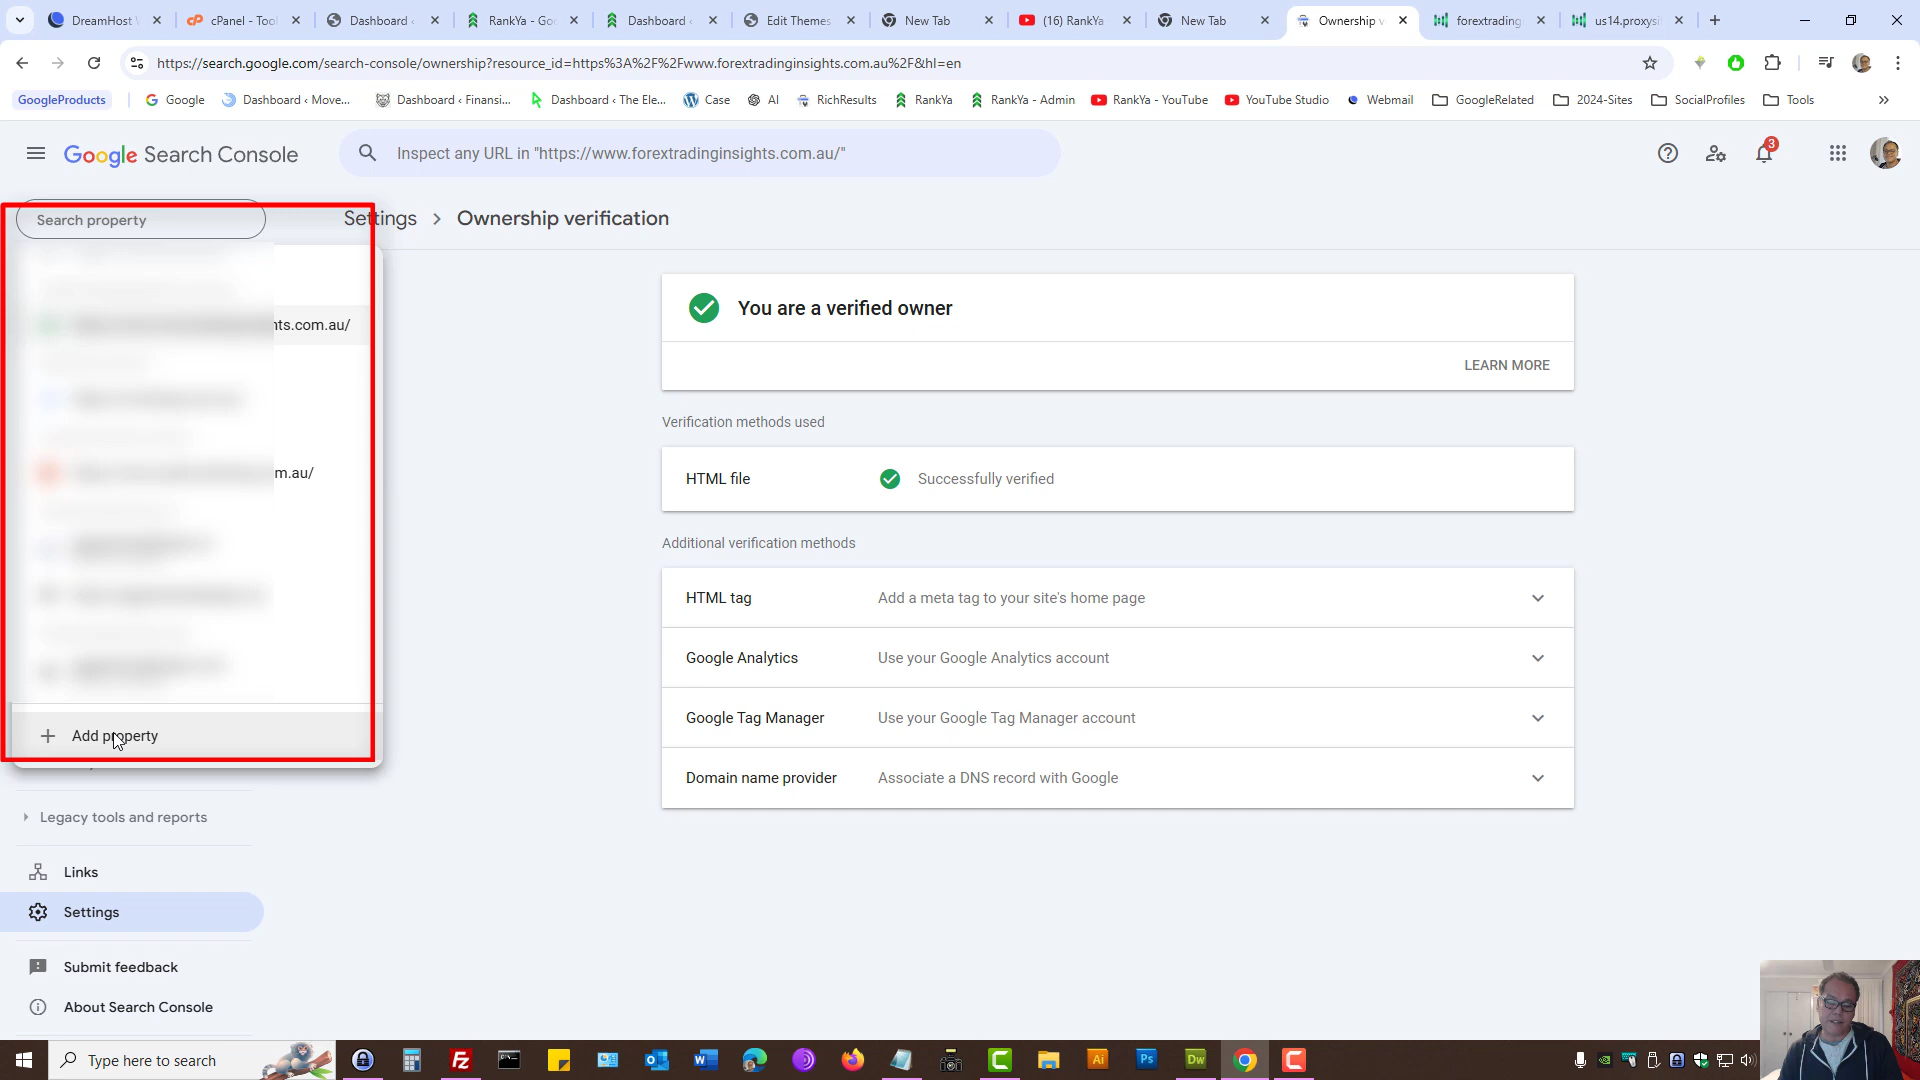 DreamHost
cPanel - Too
Dashboard
RankYa - Go
Dashboard
Edit Themes
New Tab
(16) RankYa
New Tab
Ownership v
forextrading
us14.proxysi
https://search.google.com/search-console/ownership?resource_id=https%3A%2F%2Fwww.forextradinginsights.com.au%2F&hl=en
GoogleProducts
Google
Dashboard ‹ Move...
Dashboard ‹ Finansi...
Dashboard ‹ The Ele...
Case
AI
RichResults
RankYa
RankYa - Admin
RankYa - YouTube
YouTube Studio
Webmail
GoogleRelated
2024-Sites
SocialProfiles
Tools
Google Search Console
Inspect any URL in "https://www.forextradinginsights.com.au/"
3
Search property
Settings > Ownership verification
You are a verified owner
nts.com.au/
LEARN MORE
Verification methods used
m.au/
HTML file
Successfully verified
Additional verification methods
HTML tag
Add a meta tag to your site's home page
Google Analytics
Use your Google Analytics account
Google Tag Manager
Use your Google Tag Manager account
+ Add property
Domain name provider
Associate a DNS record with Google
Legacy tools and reports
Links
Settings
Submit feedback
About Search Console
Type here to search
Ai
Ps
Dw